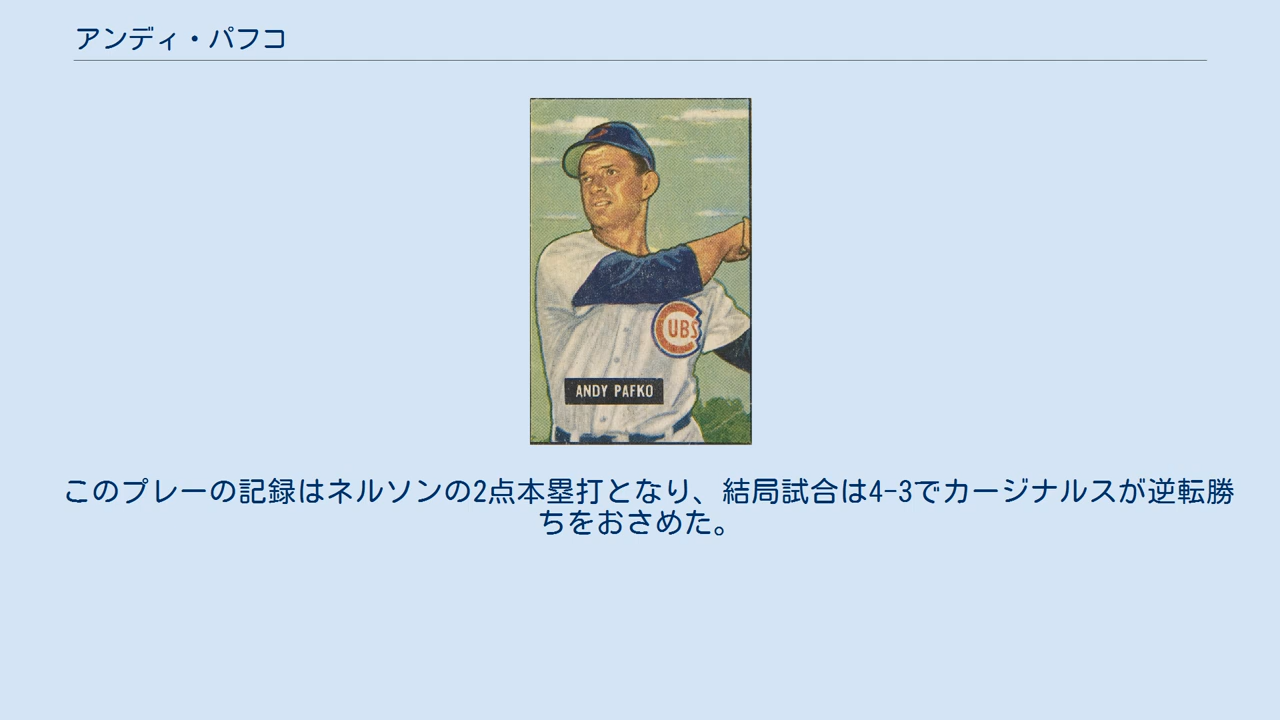 アンディ・パフコ
CUBS
ANDY PAFKO
このプレーの記録はネルソンの2点本塁打となり、結局試合は4-3でカージナルスが逆転勝
ちをおさめた。